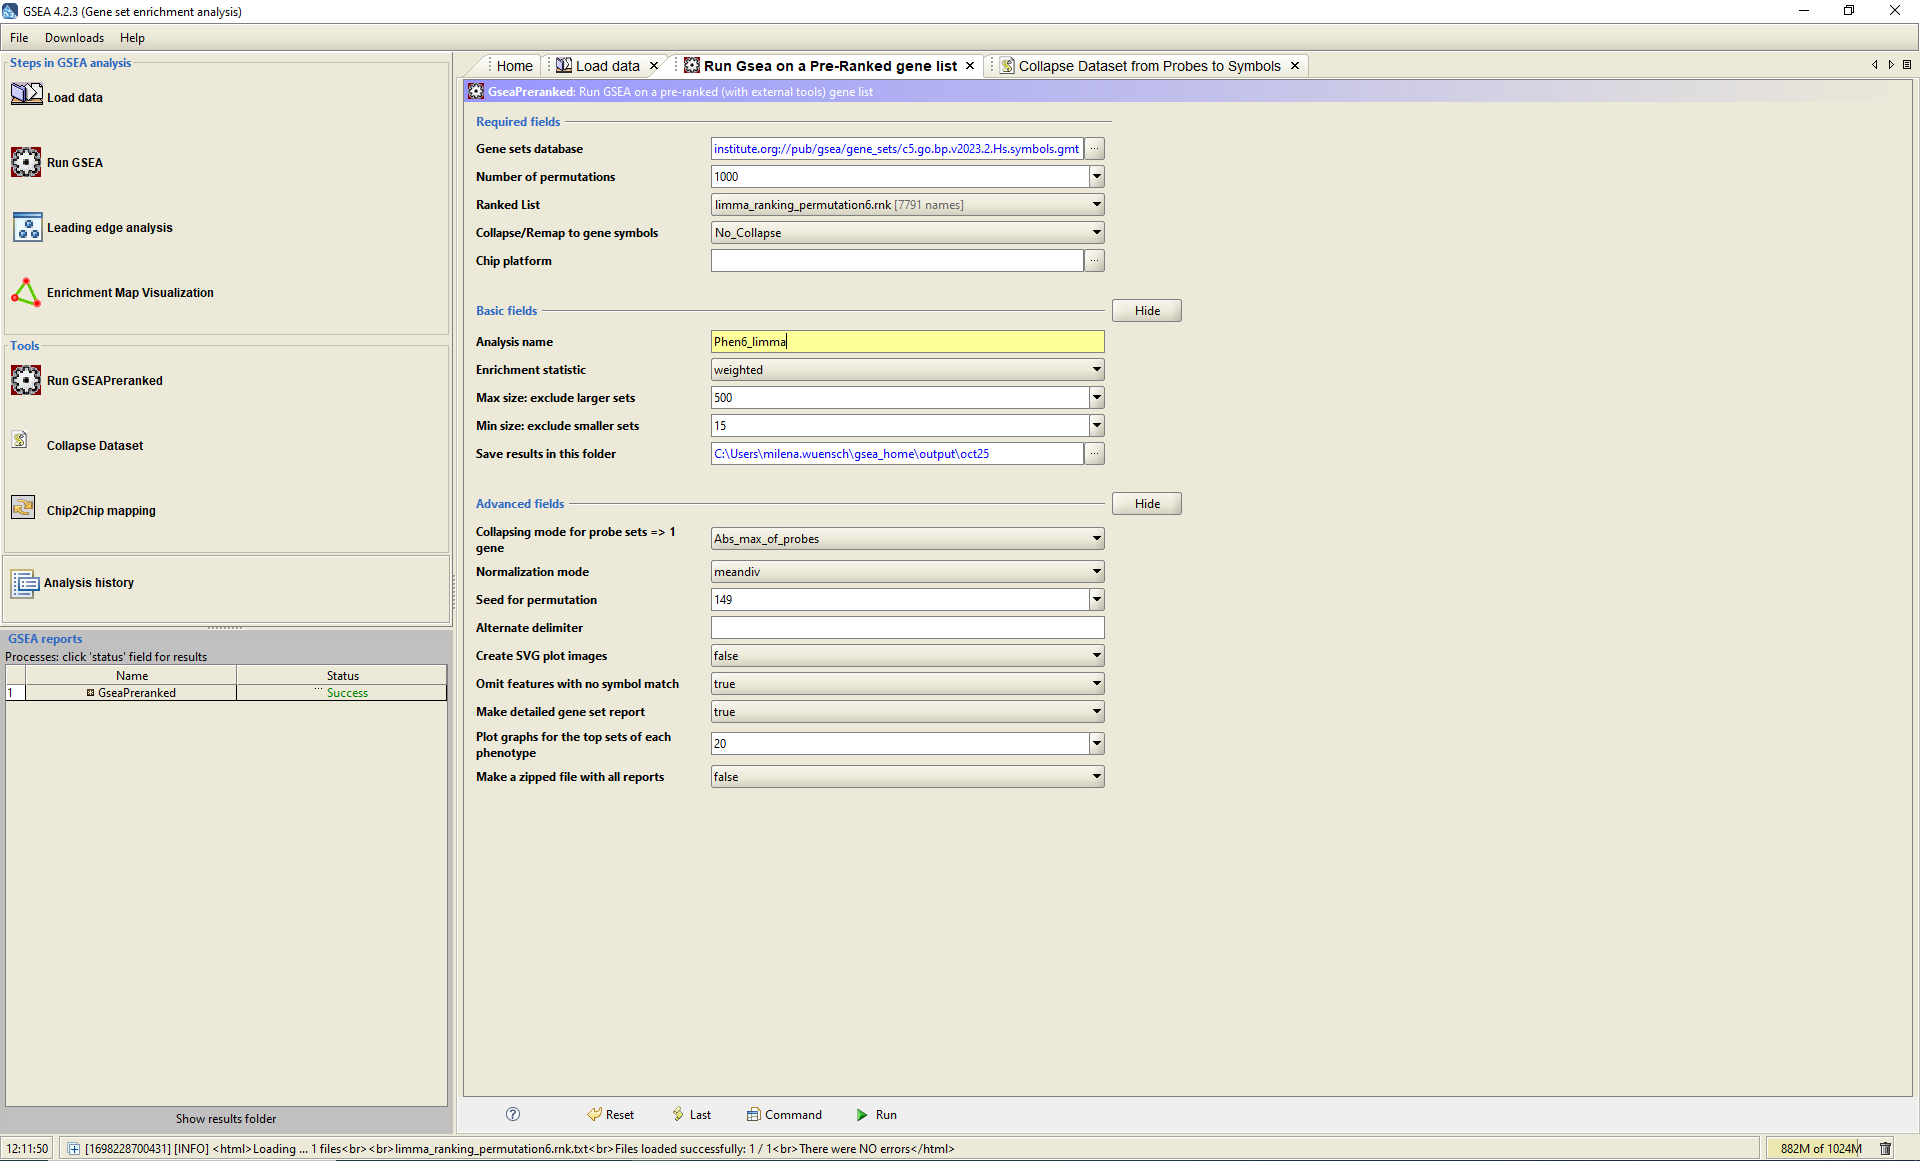 GSEA 4.2.3 (Gene set enrichment analysis)
File Downloads Help
Steps in GSEA analysis
Load data
Run GSEA
Leading edge analysis
Enrichment Map Visualization
Tools
Run GSEAPreranked
Collapse Dataset
Chip2Chip mapping
Analysis history
GSEA reports
Processes: click 'status' field for results
Name Status
1 GseaPreranked ... Success
Show results folder
Home Load data Run Gsea on a Pre-Ranked gene list Collapse Dataset from Probes to Symbols
GseaPreranked: Run GSEA on a pre-ranked (with external tools) gene list
Required fields
Gene sets database institute.org://pub/gsea/gene_sets/c5.go.bp.v2023.2.Hs.symbols.gmt ...
Number of permutations 1000
Ranked List limma_ranking_permutation6.rnk [7791 names]
Collapse/Remap to gene symbols No_Collapse
Chip platform ...
Basic fields Hide
Analysis name Phen6_limma
Enrichment statistic weighted
Max size: exclude larger sets 500
Min size: exclude smaller sets 15
Save results in this folder C:\Users\milena.wuensch\gsea_home\output\oct25 ...
Advanced fields Hide
Collapsing mode for probe sets => 1
gene Abs_max_of_probes
Normalization mode meandiv
Seed for permutation 149
Alternate delimiter
Create SVG plot images false
Omit features with no symbol match true
Make detailed gene set report true
Plot graphs for the top sets of each
phenotype 20
Make a zipped file with all reports false
? Reset Last Command Run
12:11:50 [1698228700431] [INFO] <html>Loading ... 1 files<br><br>limma_ranking_permutation6.rnk.txt<br>Files loaded successfully: 1 / 1<br>There were NO errors</html> 882M of 1024M